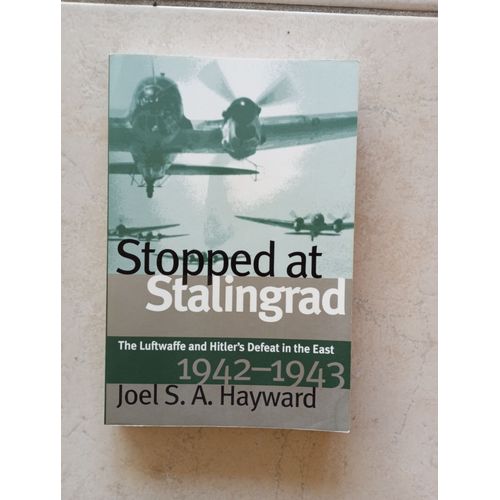 Stopped at
Stalingrad
The Luftwaffe and Hitler's Defeat in the East
1942–1943
Joel S. A. Hayward